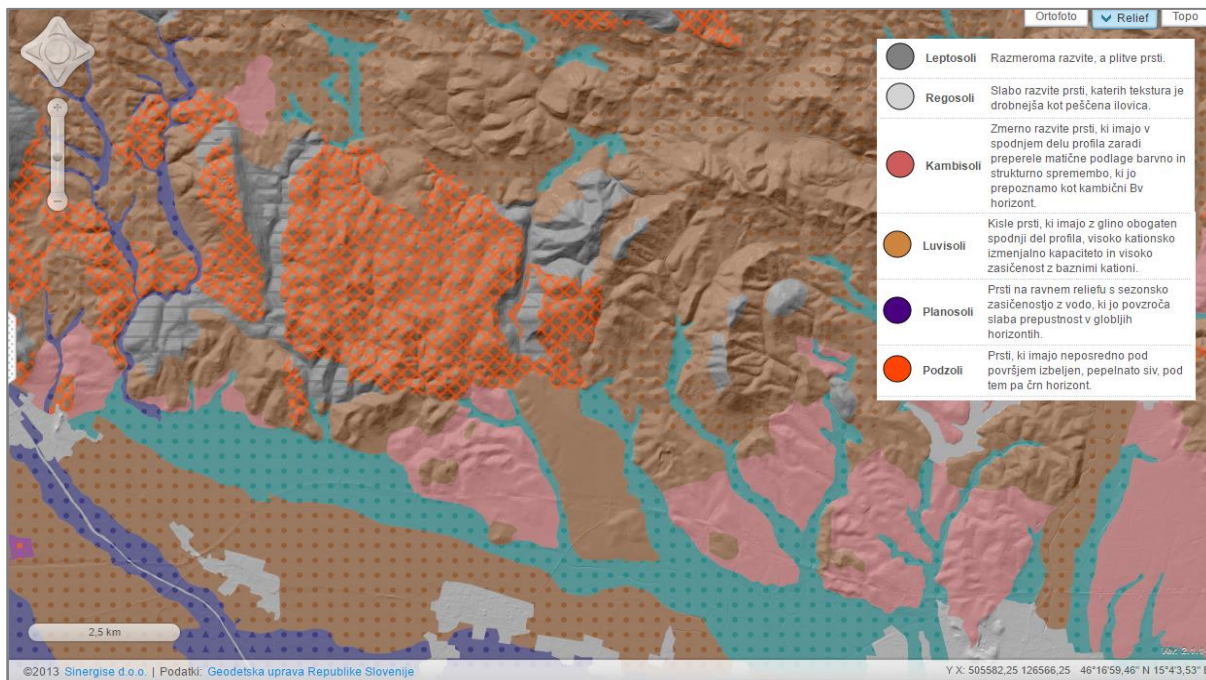 Ortofoto
Relief
Topo
Leptosoli
Razmeroma razvite, a plitve prsti.
Regosoli
Slabo razvite prsti, katerih tekstura je
drobnejša kot peščena ilovica.
Kambisoli
Zmerno razvite prsti, ki imajo v
spodnjem delu profila zaradi
preperele matične podlage barvno in
strukturno spremembo, ki jo
prepoznamo kot kambični Bv
horizont.
Luvisoli
Kisle prsti, ki imajo z glino obogaten
spodnji del profila, visoko kationsko
izmenjalno kapaciteto in visoko
zasičenost z baznimi kationi.
Planosoli
Prsti na ravnem reliefu s sezonsko
zasičenostjo z vodo, ki jo povzroča
slaba prepustnost v globljih
horizontih.
Podzoli
Prsti, ki imajo neposredno pod
površjem izbeljen, pepelnato siv, pod
tem pa črn horizont.
2,5 km
©2013 Sinergise d.o.o. | Podatki: Geodetska uprava Republike Slovenije
Y X: 505582,25 126566,25 46°16'59,46" N 15°4'3,53" E